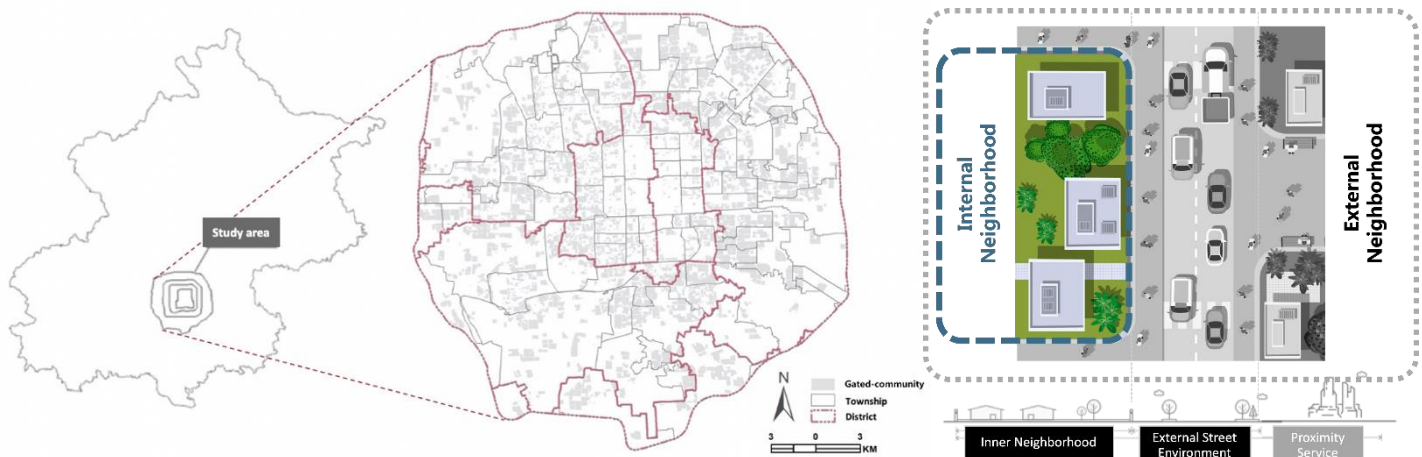 Study area
N
Gated-community
Township
District
3 0 3
KM
Internal
Neighborhood
External
Neighborhood
Inner Neighborhood
External Street
Environment
Proximity
Service